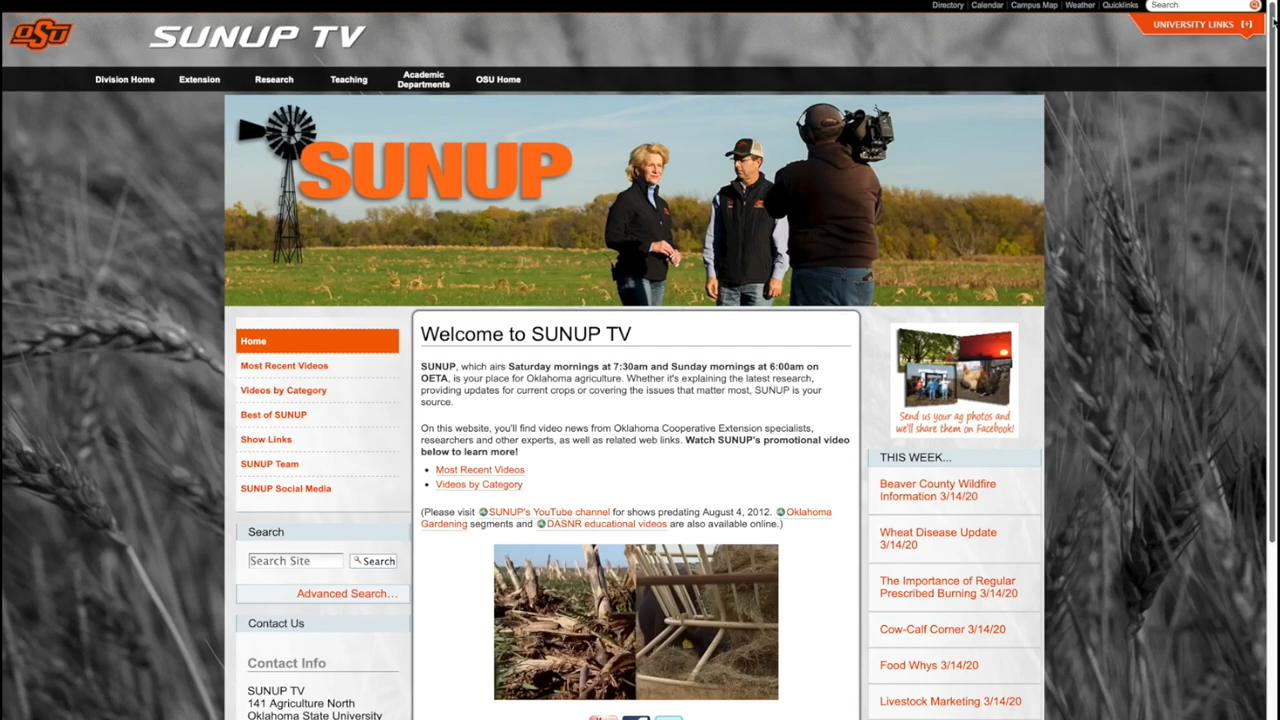 Directory | Calendar | Campus Map | Weather | Quicklinks
Search
OSU
SUNUP TV
UNIVERSITY LINKS [+]
Division Home
Extension
Research
Teaching
Academic
Departments
OSU Home
SUNUP
Home
Most Recent Videos
Videos by Category
Best of SUNUP
Show Links
SUNUP Team
SUNUP Social Media
Search
Search Site
Search
Advanced Search...
Contact Us
Contact Info
SUNUP TV
141 Agriculture North
Oklahoma State University
Welcome to SUNUP TV
SUNUP, which airs Saturday mornings at 7:30am and Sunday mornings at 6:00am on
OETA, is your place for Oklahoma agriculture. Whether it's explaining the latest research,
providing updates for current crops or covering the issues that matter most, SUNUP is your
source.
On this website, you'll find video news from Oklahoma Cooperative Extension specialists,
researchers and other experts, as well as related web links. Watch SUNUP's promotional video
below to learn more!
Most Recent Videos
Videos by Category
(Please visit SUNUP's YouTube channel for shows predating August 4, 2012. Oklahoma
Gardening segments and DASNR educational videos are also available online.)
Send us your ag photos and
we'll share them on Facebook!
THIS WEEK...
Beaver County Wildfire
Information 3/14/20
Wheat Disease Update
3/14/20
The Importance of Regular
Prescribed Burning 3/14/20
Cow-Calf Corner 3/14/20
Food Whys 3/14/20
Livestock Marketing 3/14/20